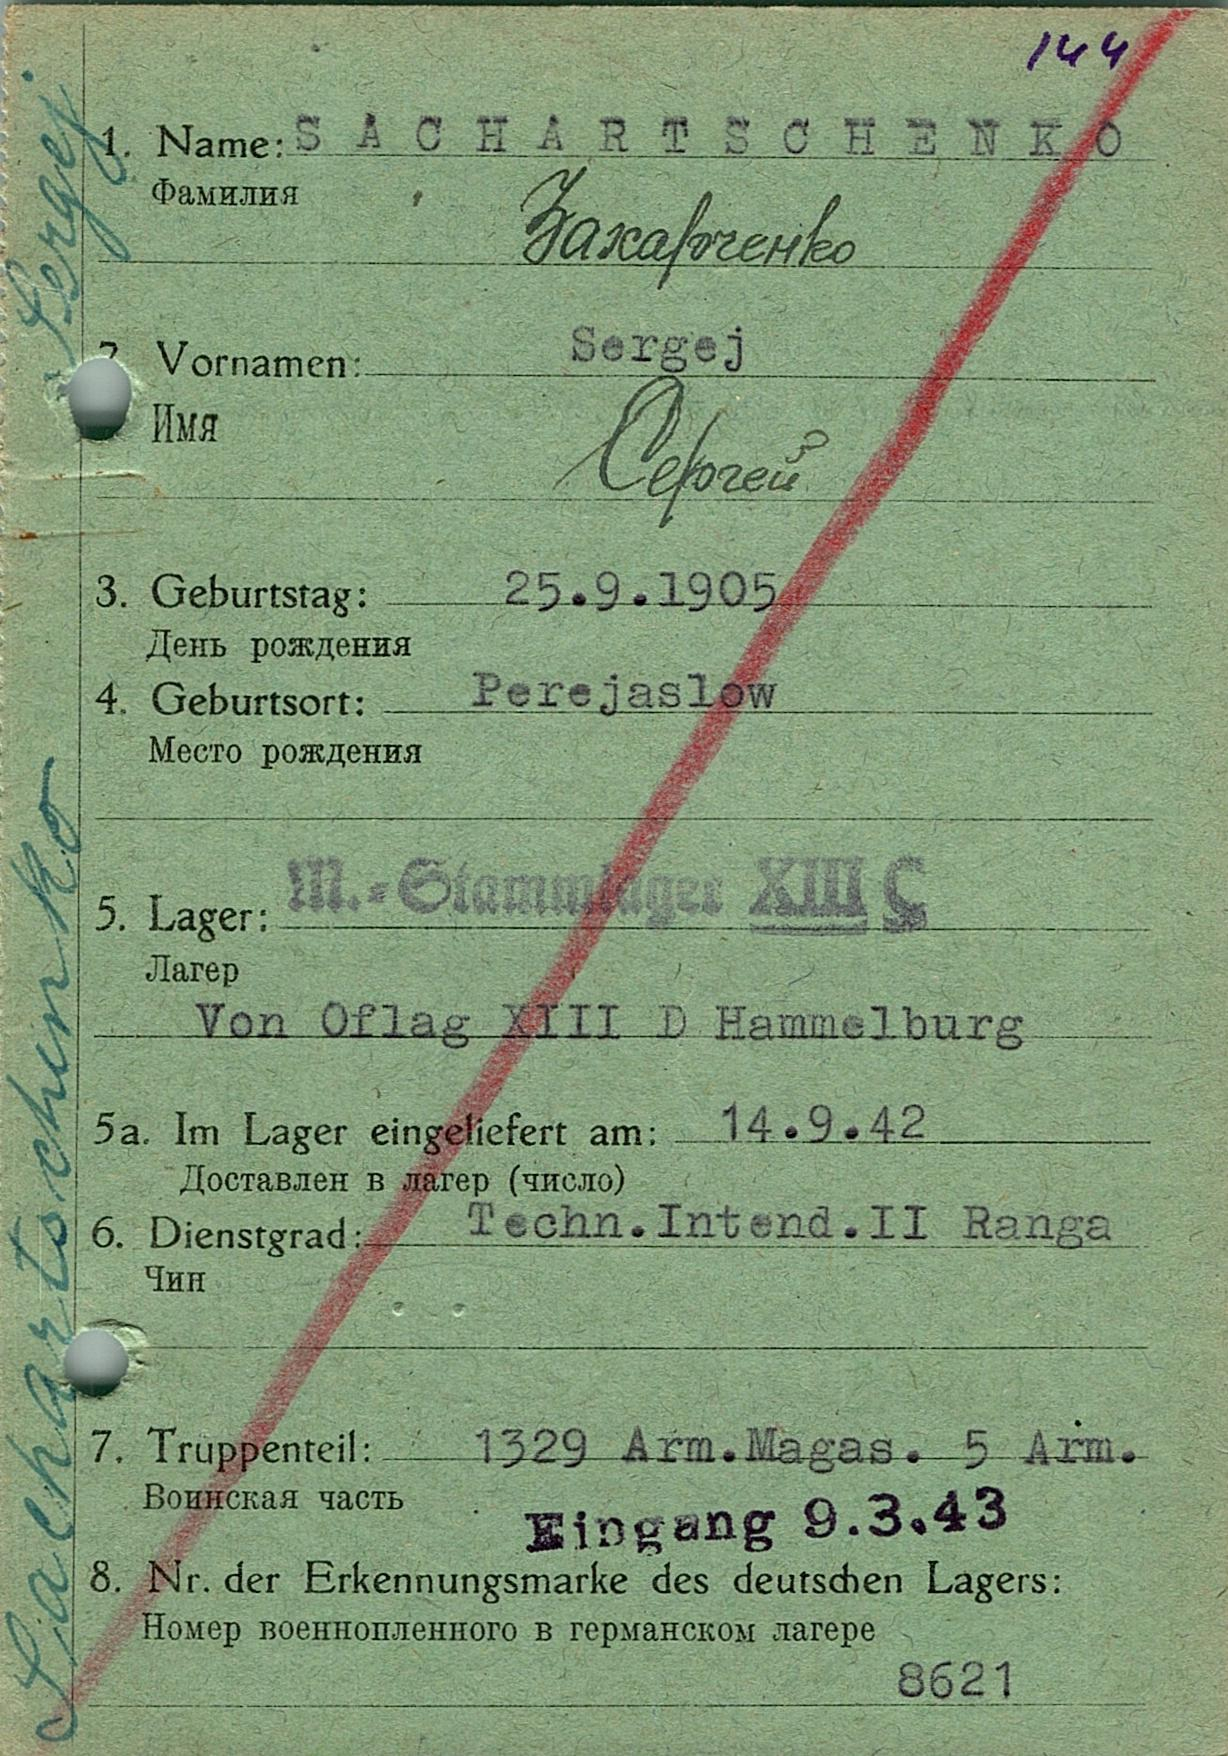 144
1. Name: SACHARTSCHENKO
Фамилия
Захарченко
2. Vornamen: Sergej
Имя
Сергей
3. Geburtstag: 25.9.1905
День рождения
4. Geburtsort: Perejaslow
Место рождения
5. Lager: M.-Stammlager XIII C
Лагер
Von Oflag XIII D Hammelburg
5a. Im Lager eingeliefert am: 14.9.42
Доставлен в лагер (число)
6. Dienstgrad: Techn.Intend.II Ranga
Чин
7. Truppenteil: 1329 Arm.Magas. 5 Arm.
Воинская часть
Eingang 9.3.43
8. Nr. der Erkennungsmarke des deutschen Lagers:
Номер военнопленного в германском лагере
8621
Sachartschenko Sergej